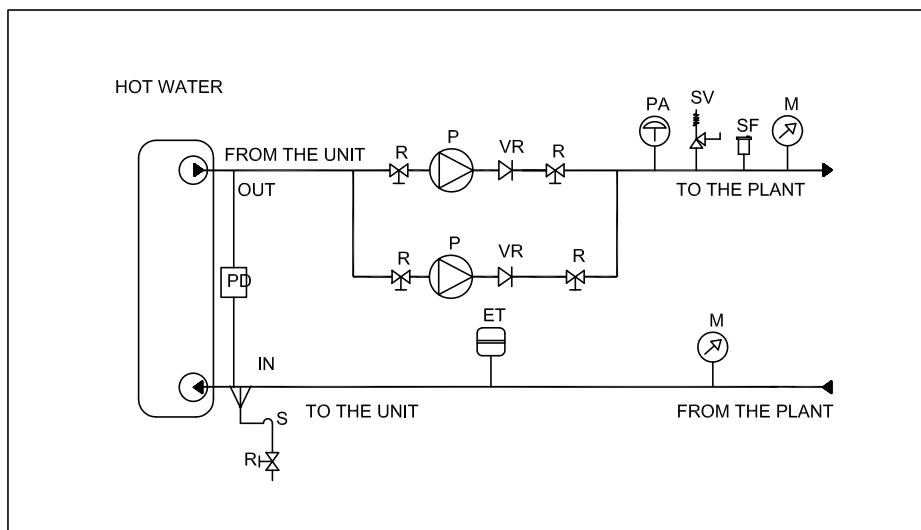 HOT WATER
PA SV SF M
FROM THE UNIT R P VR R
OUT TO THE PLANT
P VR R
R
PD
ET M
IN
TO THE UNIT FROM THE PLANT
S
R